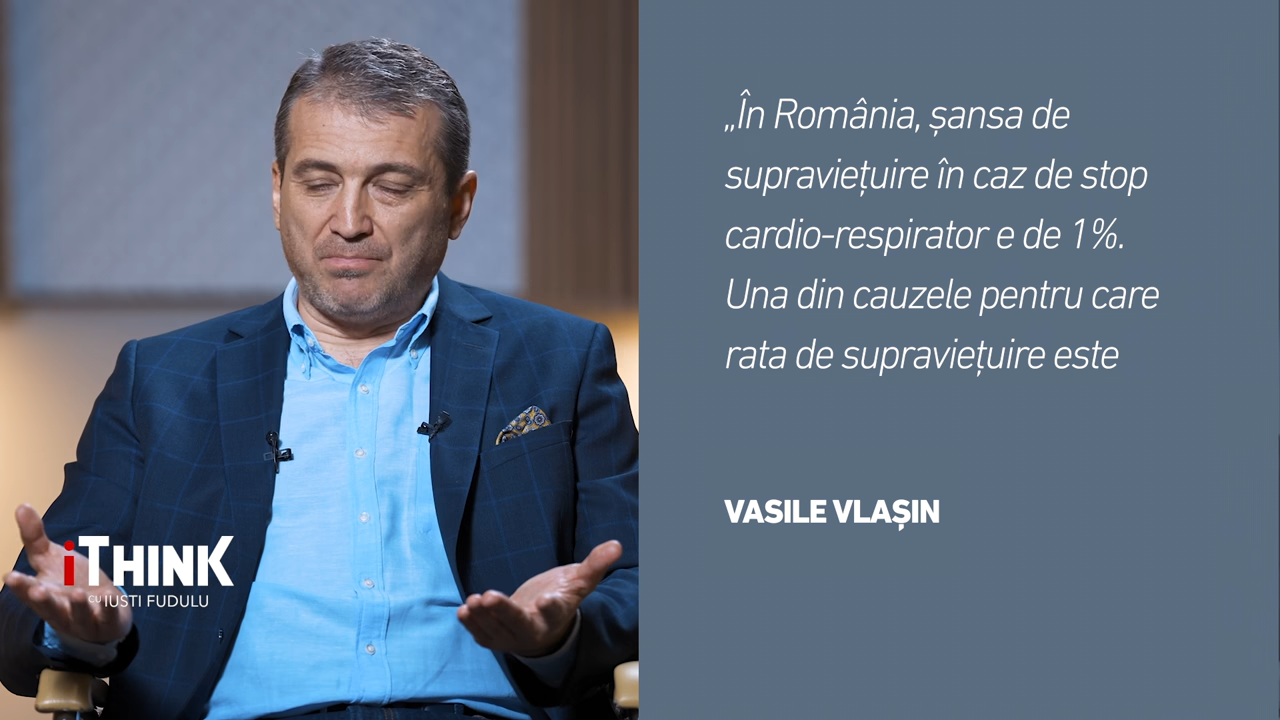 iTHINK
CU IUSTI FUDULU
„În România, șansa de
supraviețuire în caz de stop
cardio-respirator e de 1%.
Una din cauzele pentru care
rata de supraviețuire este
VASILE VLAȘIN